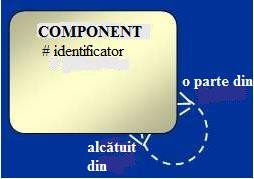 COMPONENT
# identificator
o parte din
alcătuit
din